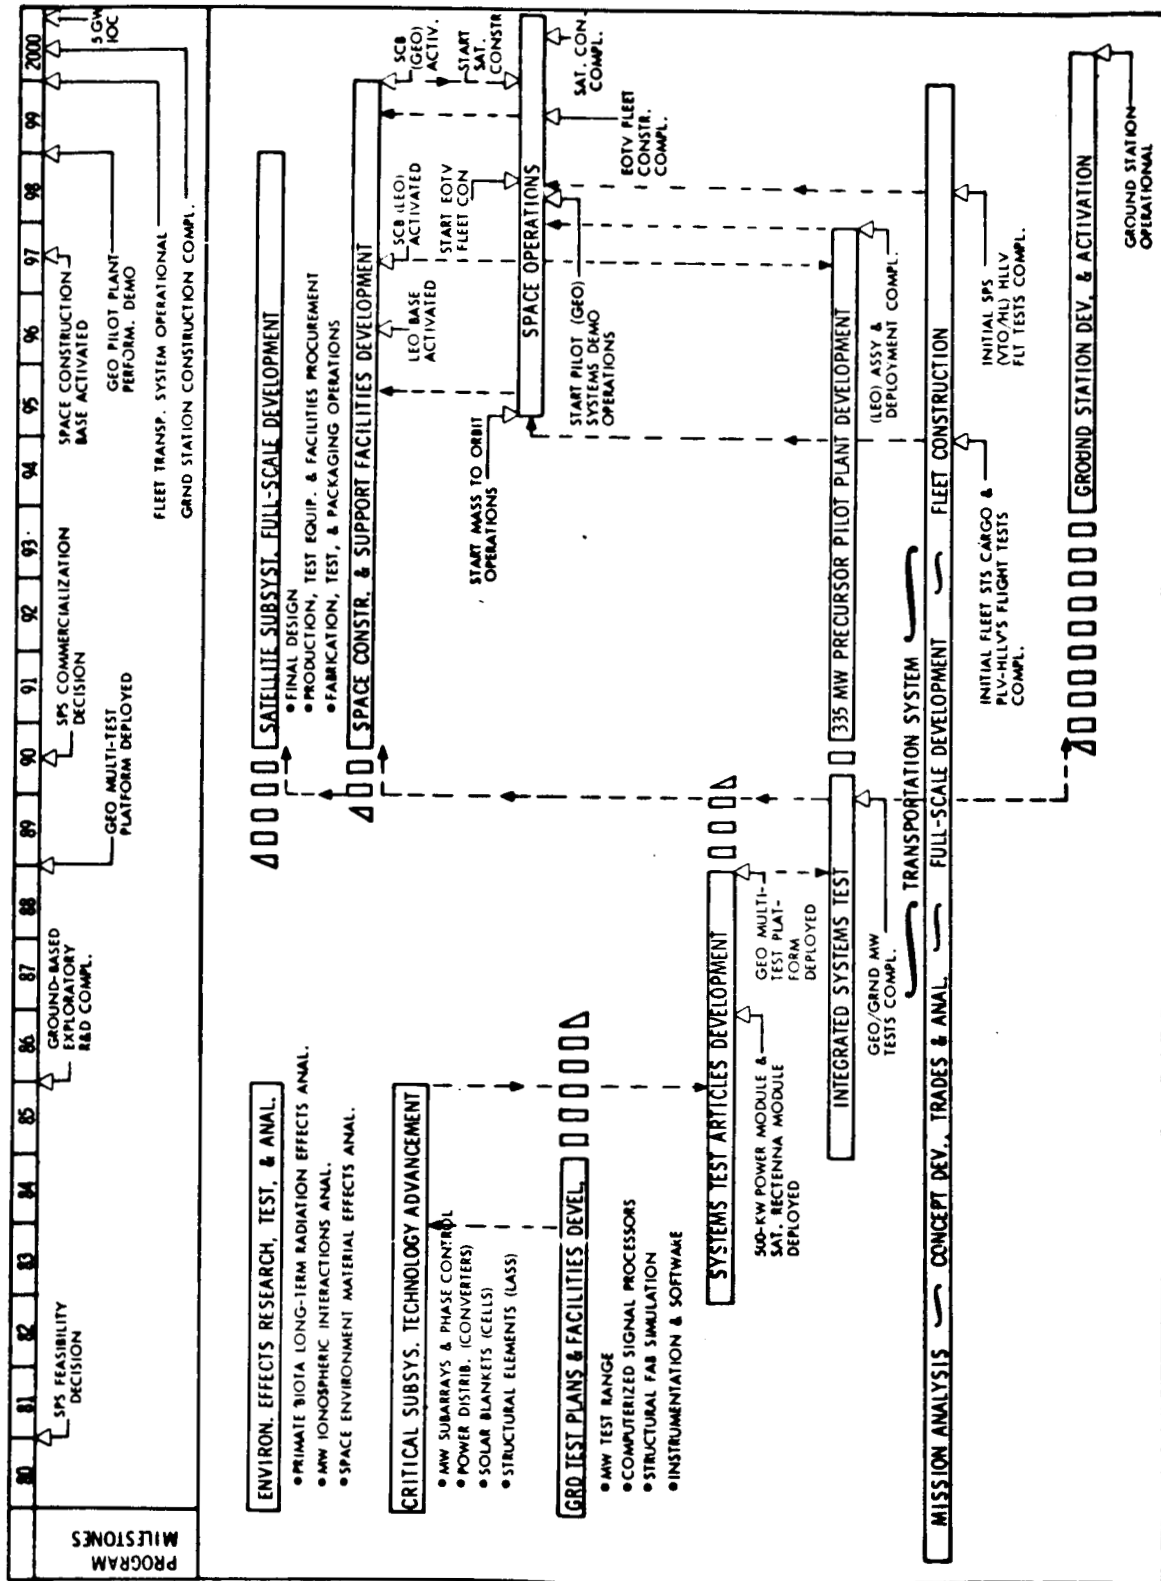 PROGRAM
MILESTONES
80 81 82 83 84 85 86 87 88 89 90 91 92 93 94 95 96 97 98 99 2000
SPS FEASIBILITY
DECISION
GROUND-BASED
EXPLORATORY
R&D COMPL.
GEO MULTI-TEST
PLATFORM DEPLOYED
SPS COMMERCIALIZATION
DECISION
SPACE CONSTRUCTION
BASE ACTIVATED
GEO PILOT PLANT
PERFORM. DEMO
FLEET TRANSP. SYSTEM OPERATIONAL
GRND STATION CONSTRUCTION COMPL.
5 GW
IOC
ENVIRON. EFFECTS RESEARCH, TEST, & ANAL.
•PRIMATE BIOTA LONG-TERM RADIATION EFFECTS ANAL.
•MW IONOSPHERIC INTERACTIONS ANAL.
•SPACE ENVIRONMENT MATERIAL EFFECTS ANAL.
SATELLITE SUBSYST. FULL-SCALE DEVELOPMENT
•FINAL DESIGN
•PRODUCTION, TEST EQUIP. & FACILITIES PROCUREMENT
•FABRICATION, TEST, & PACKAGING OPERATIONS
SPACE CONSTR. & SUPPORT FACILITIES DEVELOPMENT
LEO BASE
ACTIVATED
SCB (LEO)
ACTIVATED
START EOTV
FLEET CON
SCB
(GEO)
ACTIV.
START
SAT.
CONSTR
CRITICAL SUBSYS. TECHNOLOGY ADVANCEMENT
•MW SUBARRAYS & PHASE CONTROL
•POWER DISTRIB. (CONVERTERS)
•SOLAR BLANKETS (CELLS)
•STRUCTURAL ELEMENTS (LASS)
START MASS TO ORBIT
OPERATIONS
SPACE OPERATIONS
START PILOT (GEO)
SYSTEMS DEMO
OPERATIONS
EOTV FLEET
CONSTR.
COMPL.
SAT. CON.
COMPL.
GRD TEST PLANS & FACILITIES DEVEL.
•MW TEST RANGE
•COMPUTERIZED SIGNAL PROCESSORS
•STRUCTURAL FAB SIMULATION
•INSTRUMENTATION & SOFTWARE
SYSTEMS TEST ARTICLES DEVELOPMENT
500-KW POWER MODULE &
SAT. RECTENNA MODULE
DEPLOYED
GEO MULTI-
TEST PLAT-
FORM
DEPLOYED
INTEGRATED SYSTEMS TEST
335 MW PRECURSOR PILOT PLANT DEVELOPMENT
GEO/GRND MW
TESTS COMPL.
(LEO) ASSY &
DEPLOYMENT COMPL.
TRANSPORTATION SYSTEM
MISSION ANALYSIS CONCEPT DEV., TRADES & ANAL. FULL-SCALE DEVELOPMENT FLEET CONSTRUCTION
INITIAL FLEET STS CARGO &
PLV-HLLV'S FLIGHT TESTS
COMPL.
INITIAL SPS
(VTO/HL) HLLV
FLT TESTS COMPL.
GROUND STATION DEV. & ACTIVATION
GROUND STATION
OPERATIONAL